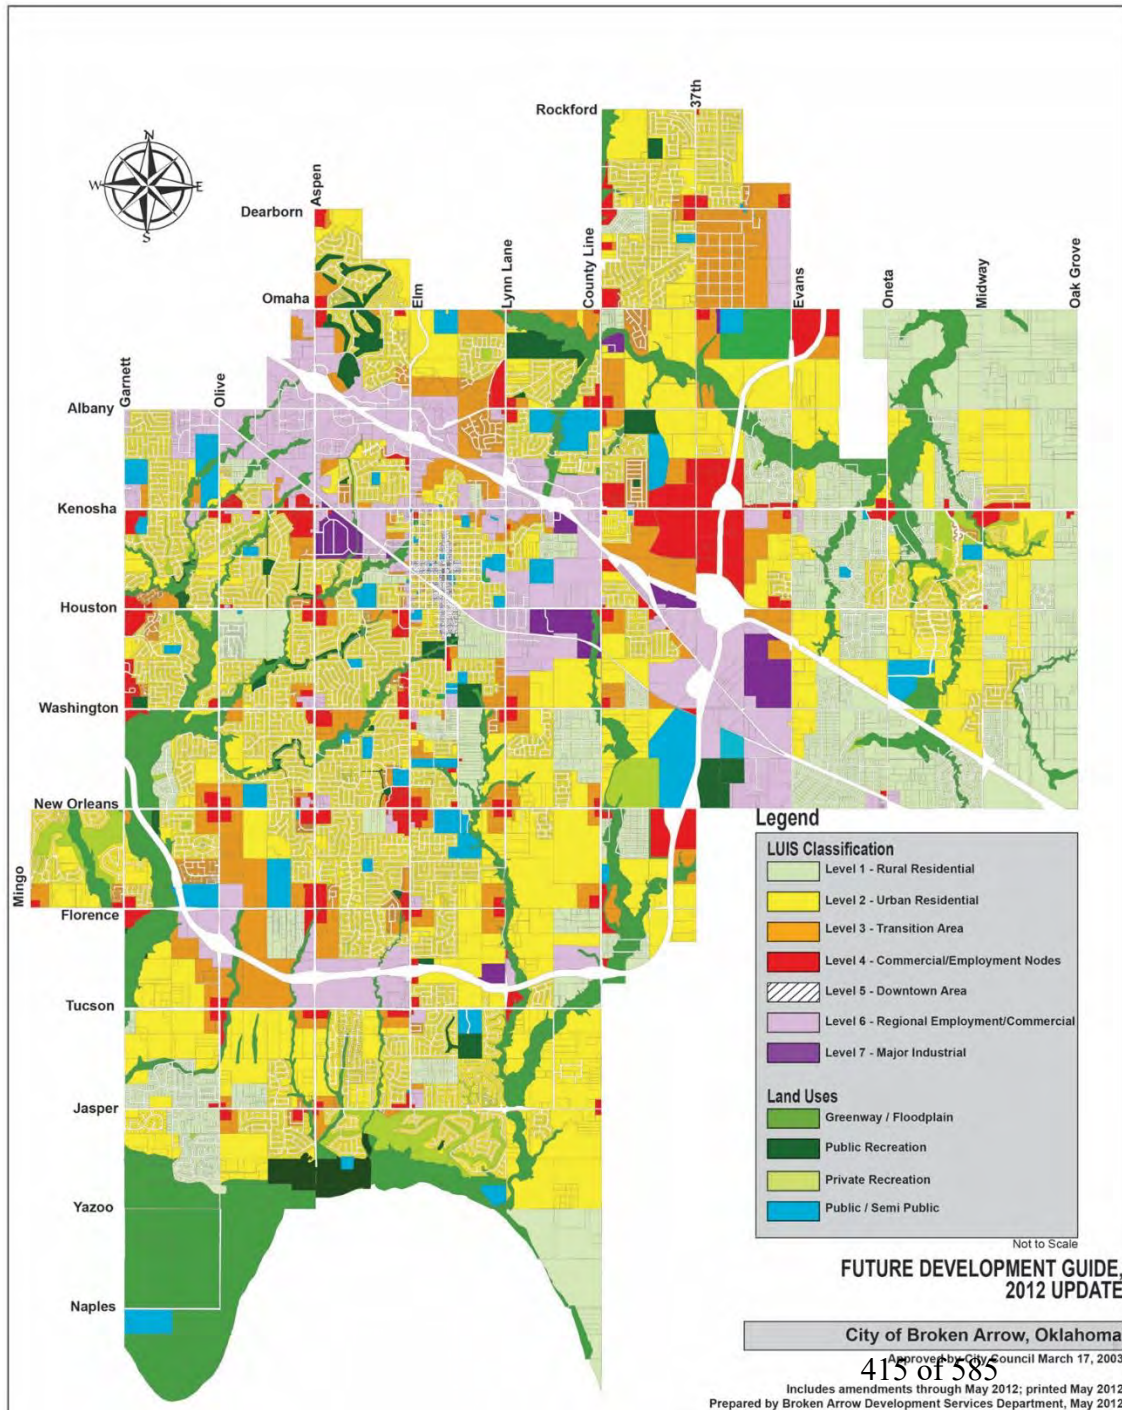 Rockford
37th
N
W
E
S
Aspen
Dearborn
Omaha
Elm
Lynn Lane
County Line
Evans
Oneta
Midway
Oak Grove
Garnett
Olive
Albany
Kenosha
Houston
Washington
New Orleans
Mingo
Florence
Tucson
Jasper
Yazoo
Naples
Legend
LUIS Classification
Level 1 - Rural Residential
Level 2 - Urban Residential
Level 3 - Transition Area
Level 4 - Commercial/Employment Nodes
Level 5 - Downtown Area
Level 6 - Regional Employment/Commercial
Level 7 - Major Industrial
Land Uses
Greenway / Floodplain
Public Recreation
Private Recreation
Public / Semi Public
Not to Scale
FUTURE DEVELOPMENT GUIDE,
2012 UPDATE
City of Broken Arrow, Oklahoma
Approved by City Council March 17, 2003
415 of 585
Includes amendments through May 2012; printed May 2012
Prepared by Broken Arrow Development Services Department, May 2012